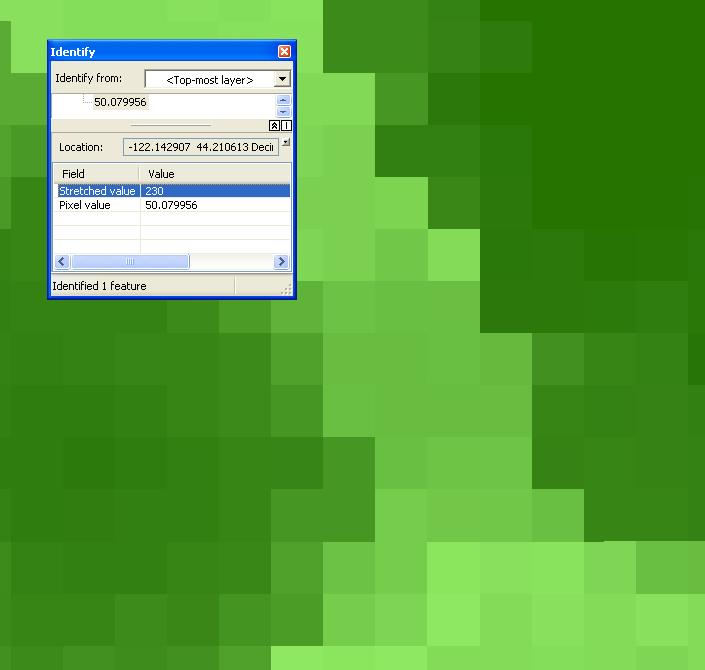 Identify
Identify from: <Top-most layer>
50.079956
Location: -122.142907 44.210613 Deci
Field Value
Stretched value 230
Pixel value 50.079956
Identified 1 feature